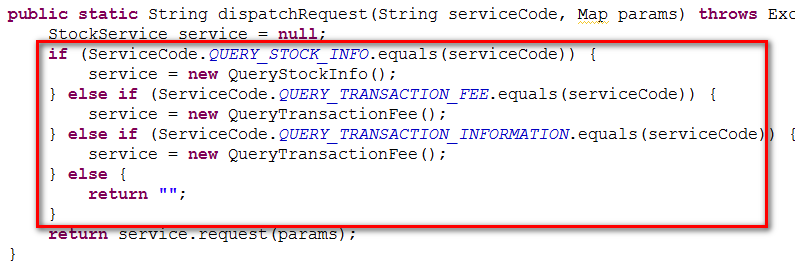 public static String dispatchRequest(String serviceCode, Map params) throws Exc
StockService service = null;
if (ServiceCode.QUERY_STOCK_INFO.equals(serviceCode)) {
service = new QueryStockInfo();
} else if (ServiceCode.QUERY_TRANSACTION_FEE.equals(serviceCode)) {
service = new QueryTransactionFee();
} else if (ServiceCode.QUERY_TRANSACTION_INFORMATION.equals(serviceCode)) {
service = new QueryTransactionFee();
} else {
return "";
}
return service.request(params);
}